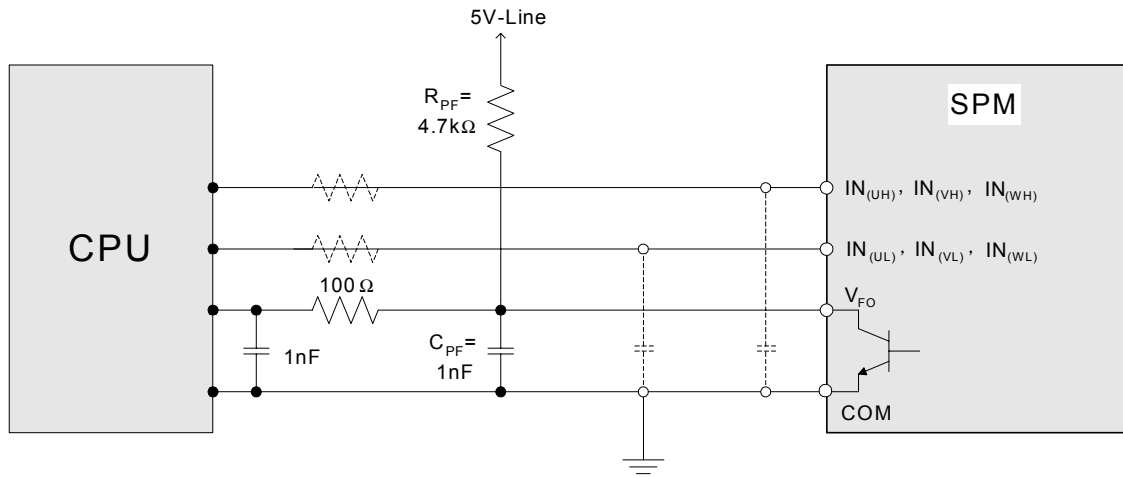 5V-Line
R_PF=
4.7kΩ
SPM
CPU
IN_(UH), IN_(VH), IN_(WH)
IN_(UL), IN_(VL), IN_(WL)
100 Ω
V_FO
C_PF=
1nF
1nF
COM